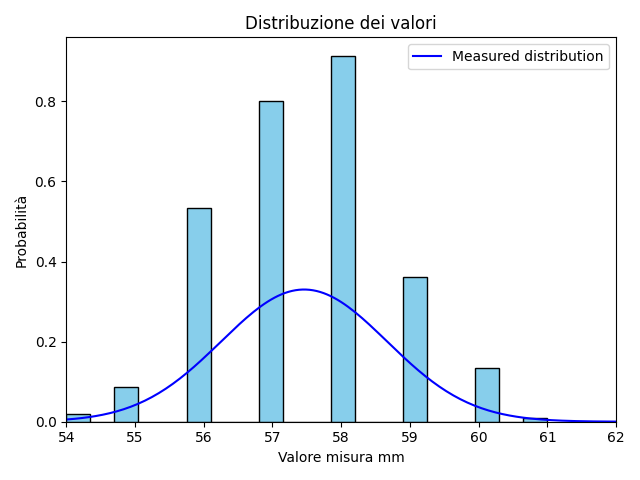 Distribuzione dei valori
Measured distribution
Probabilità
0.8
0.6
0.4
0.2
0.0
54 55 56 57 58 59 60 61 62
Valore misura mm